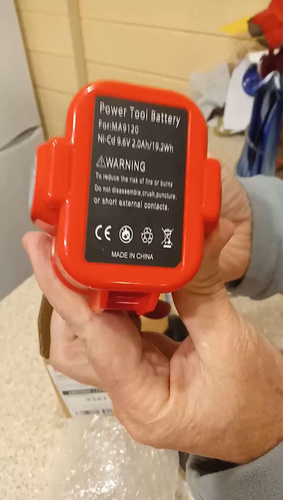 Power Tool Battery
For:MA9120
Ni-Cd 9.6V 2.0Ah/19.2Wh
⚠WARNING
To reduce the risk of fire or burns
Do not disassemble,crush,puncture,
or short external contacts.
CE
MADE IN CHINA